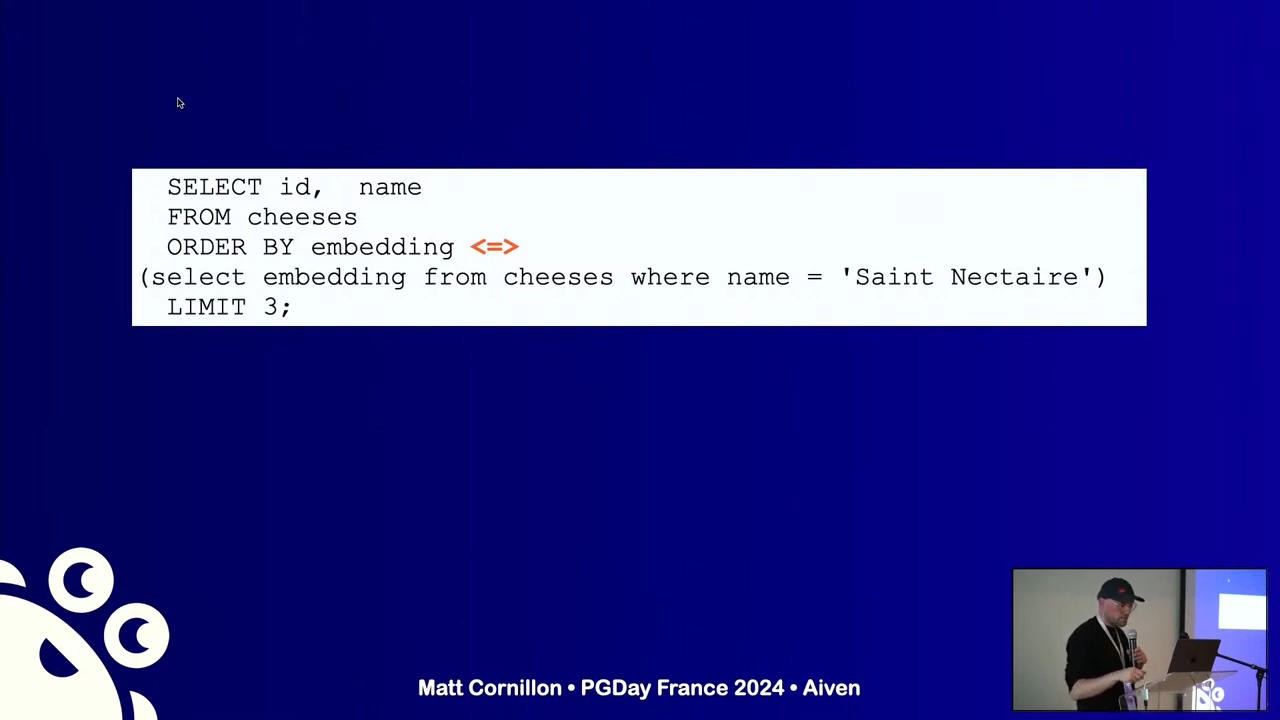 SELECT id, name
FROM cheeses
ORDER BY embedding <=>
(select embedding from cheeses where name = 'Saint Nectaire')
LIMIT 3;
Matt Cornillon • PGDay France 2024 • Aiven